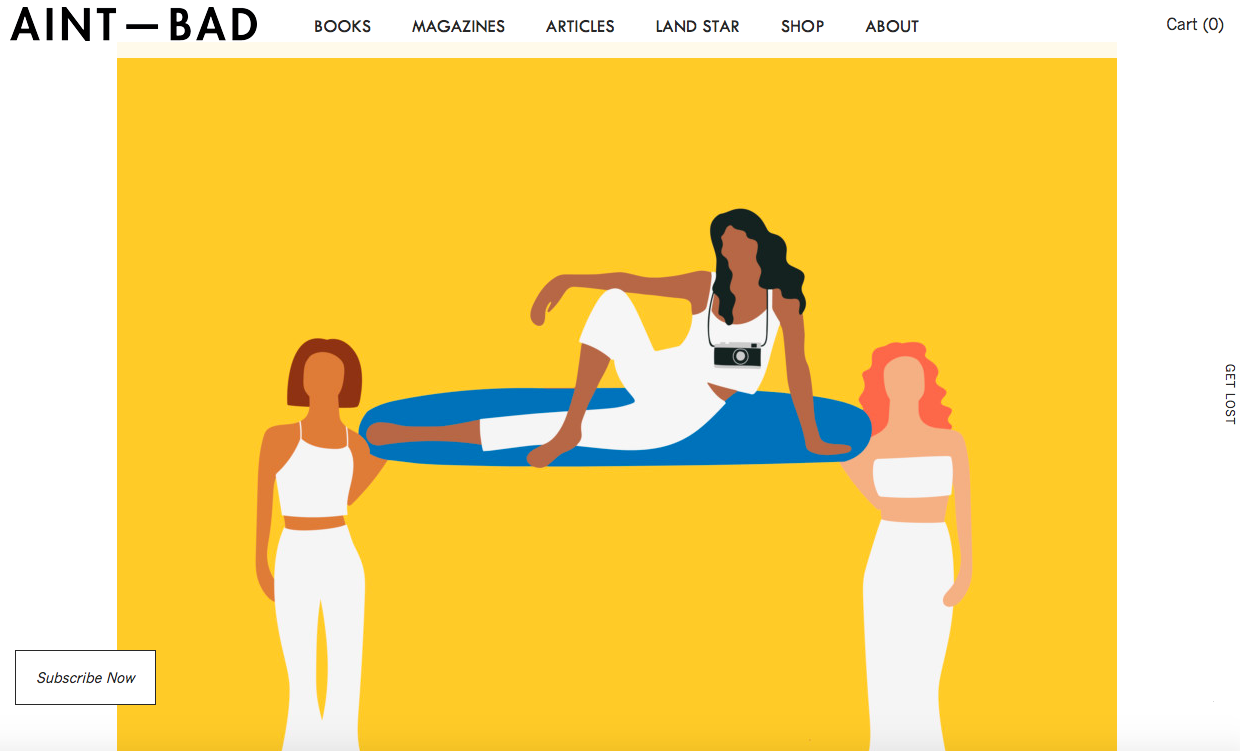 AINT—BAD
BOOKS
MAGAZINES
ARTICLES
LAND STAR
SHOP
ABOUT
Cart (0)
GET LOST
Subscribe Now